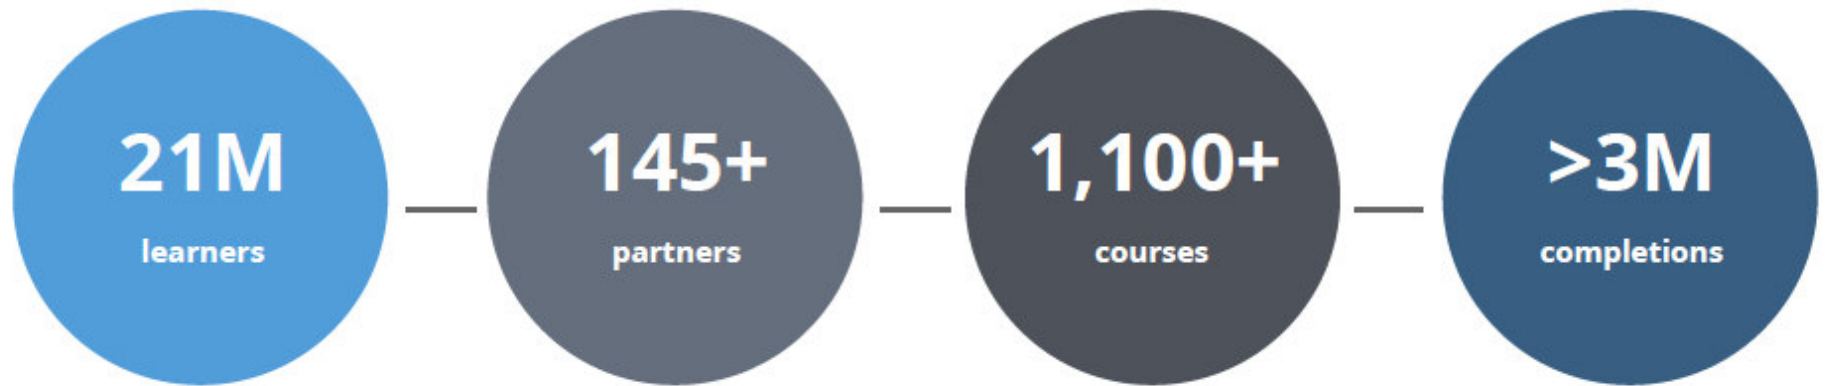 21M
learners
145+
partners
1,100+
courses
>3M
completions